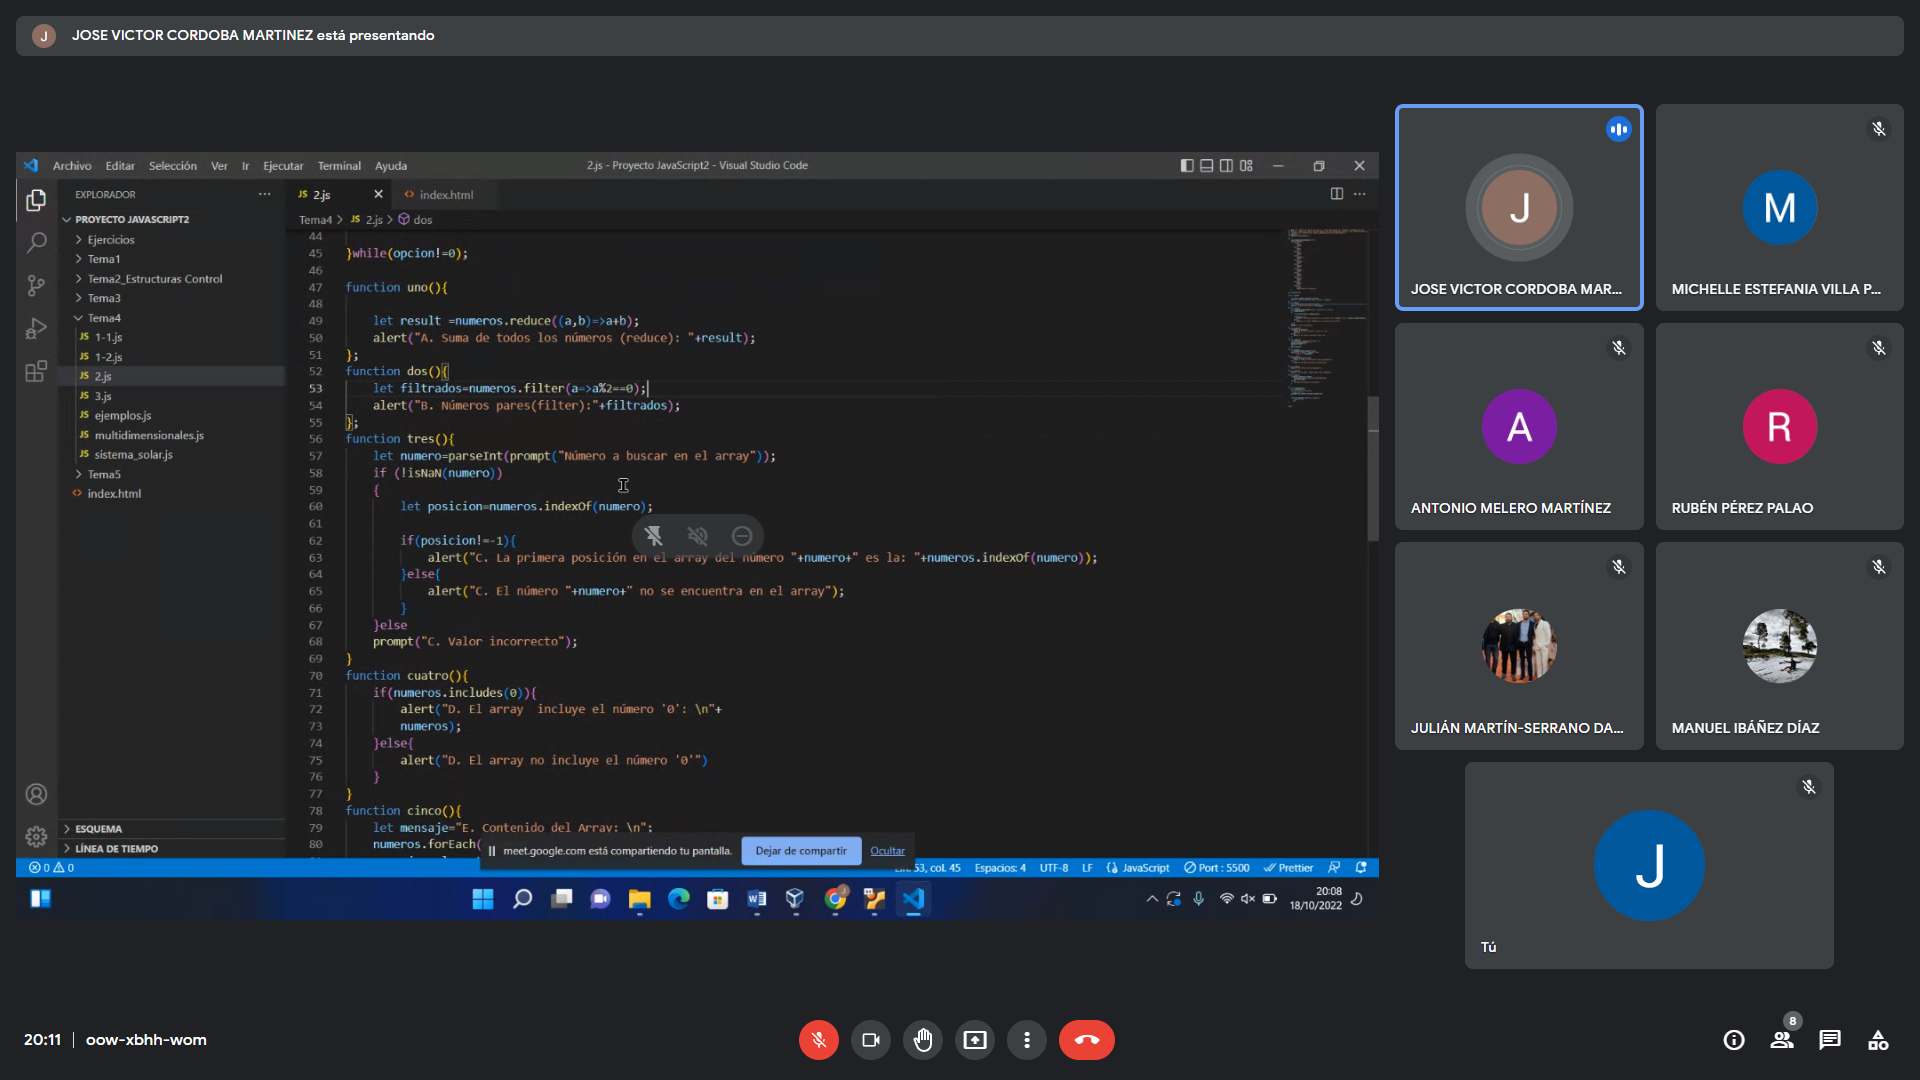 J JOSE VICTOR CORDOBA MARTINEZ está presentando
Archivo Editar Selección Ver Ir Ejecutar Terminal Ayuda
2.js - Proyecto JavaScript2 - Visual Studio Code
EXPLORADOR
PROYECTO JAVASCRIPT2
Ejercicios
Tema1
Tema2_Estructuras Control
Tema3
Tema4
JS 1-1.js
JS 1-2.js
JS 2.js
JS 3.js
JS ejemplos.js
JS multidimensionales.js
JS sistema_solar.js
Tema5
<> index.html
ESQUEMA
LÍNEA DE TIEMPO
JS 2.js
<> index.html
Tema4 > JS 2.js > dos
44
45 }while(opcion!=0);
46
47 function uno(){
48
49 let result =numeros.reduce((a,b)=>a+b);
50 alert("A. Suma de todos los números (reduce): "+result);
51 };
52 function dos(){
53 let filtrados=numeros.filter(a=>a%2==0);
54 alert("B. Números pares(filter):"+filtrados);
55 };
56 function tres(){
57 let numero=parseInt(prompt("Número a buscar en el array"));
58 if (!isNaN(numero))
59 {
60 let posicion=numeros.indexOf(numero);
61
62 if(posicion!=-1){
63 alert("C. La primera posición en el array del número "+numero+" es la: "+numeros.indexOf(numero));
64 }else{
65 alert("C. El número "+numero+" no se encuentra en el array");
66 }
67 }else
68 prompt("C. Valor incorrecto");
69 }
70 function cuatro(){
71 if(numeros.includes(0)){
72 alert("D. El array  incluye el número '0': \n"+
73 numeros);
74 }else{
75 alert("D. El array no incluye el número '0'")
76 }
77 }
78 function cinco(){
79 let mensaje="E. Contenido del Array: \n";
80 numeros.forEach(
meet.google.com está compartiendo tu pantalla. Dejar de compartir Ocultar
0 0
53, col. 45 Espacios: 4 UTF-8 LF {} JavaScript Port : 5500 Prettier
20:08
18/10/2022
J
JOSE VICTOR CORDOBA MAR...
M
MICHELLE ESTEFANIA VILLA P...
A
ANTONIO MELERO MARTÍNEZ
R
RUBÉN PÉREZ PALAO
JULIÁN MARTÍN-SERRANO DA...
MANUEL IBÁÑEZ DÍAZ
J
Tú
20:11 | oow-xbhh-wom
8